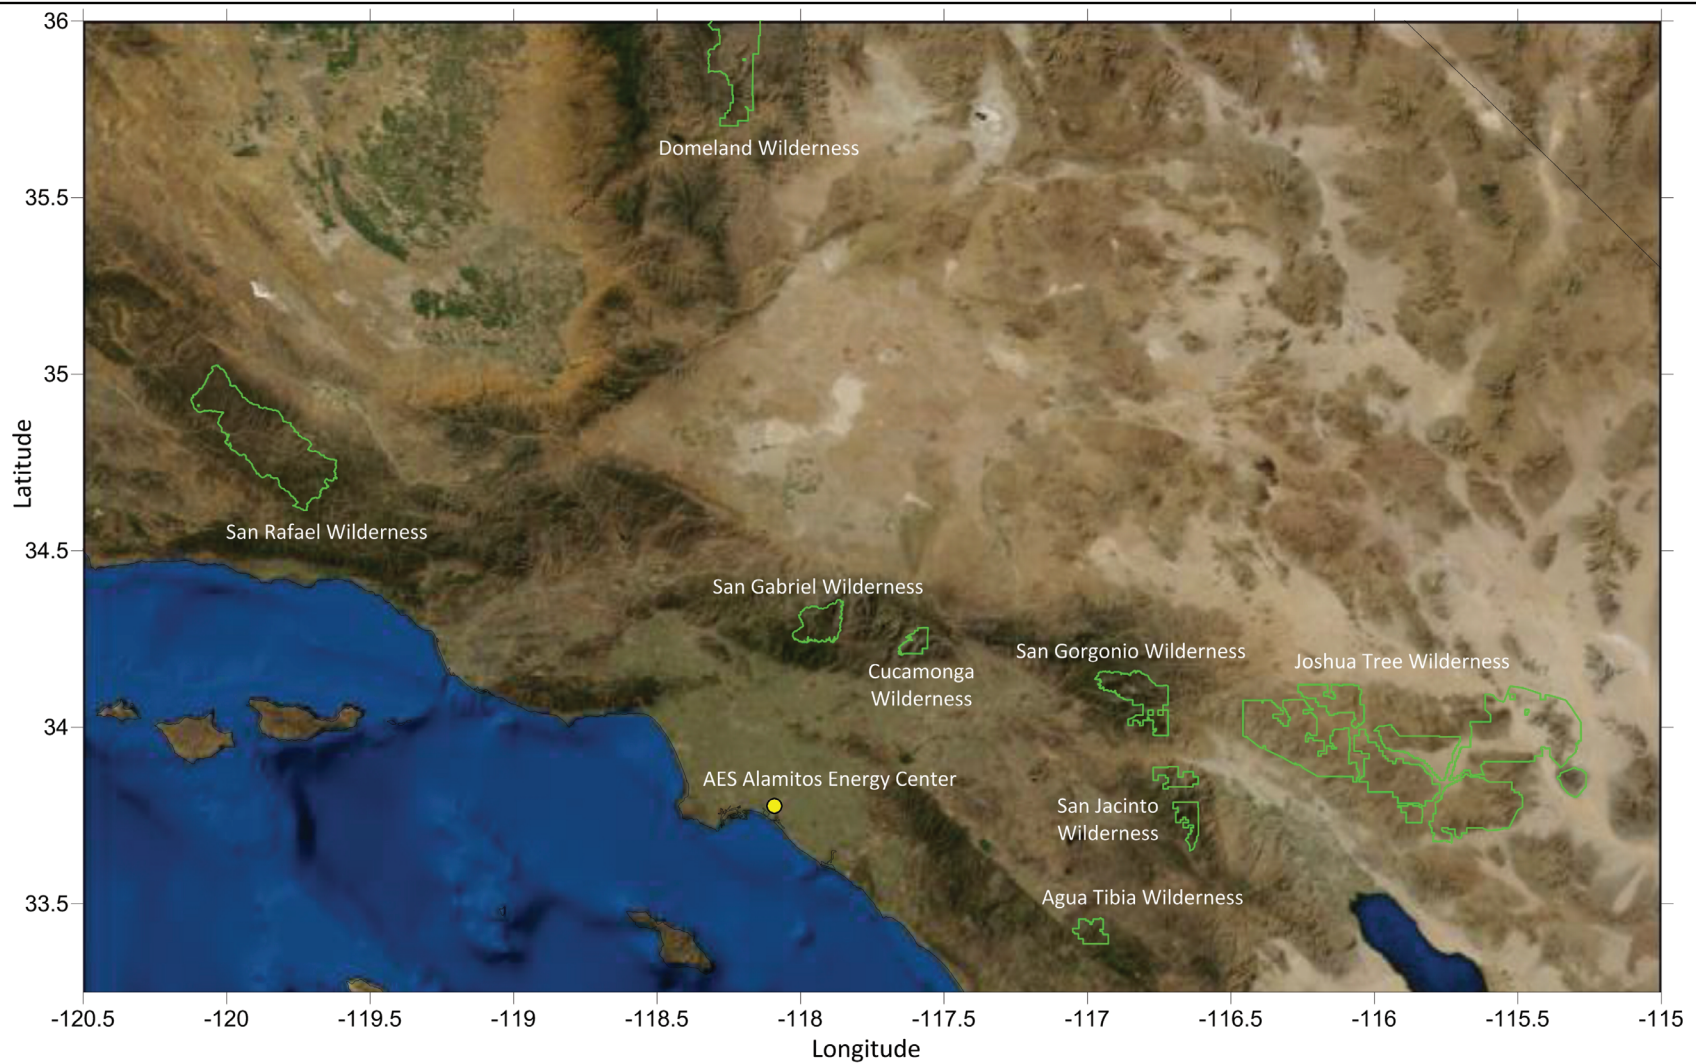 36
Domeland Wilderness
35.5
35
Latitude
San Rafael Wilderness
34.5
San Gabriel Wilderness
Cucamonga
Wilderness
San Gorgonio Wilderness
Joshua Tree Wilderness
34
AES Alamitos Energy Center
San Jacinto
Wilderness
Agua Tibia Wilderness
33.5
-120.5 -120 -119.5 -119 -118.5 -118 -117.5 -117 -116.5 -116 -115.5 -115
Longitude